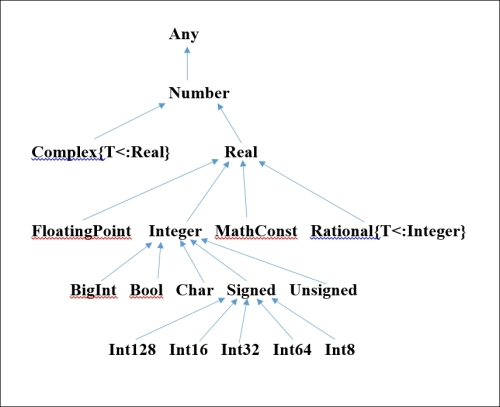 Any
Number
Complex{T<:Real} Real
FloatingPoint Integer MathConst Rational{T<:Integer}
BigInt Bool Char Signed Unsigned
Int128 Int16 Int32 Int64 Int8